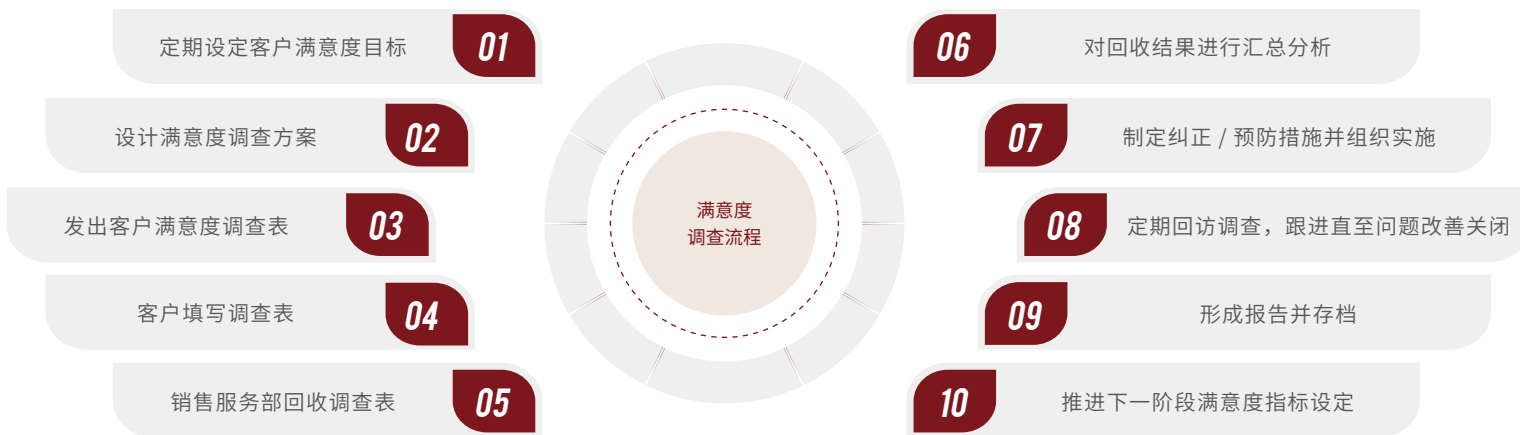 定期设定客户满意度目标
01
设计满意度调查方案
02
发出客户满意度调查表
03
客户填写调查表
04
销售服务部回收调查表
05
满意度
调查流程
06
对回收结果进行汇总分析
07
制定纠正 / 预防措施并组织实施
08
定期回访调查，跟进直至问题改善关闭
09
形成报告并存档
10
推进下一阶段满意度指标设定